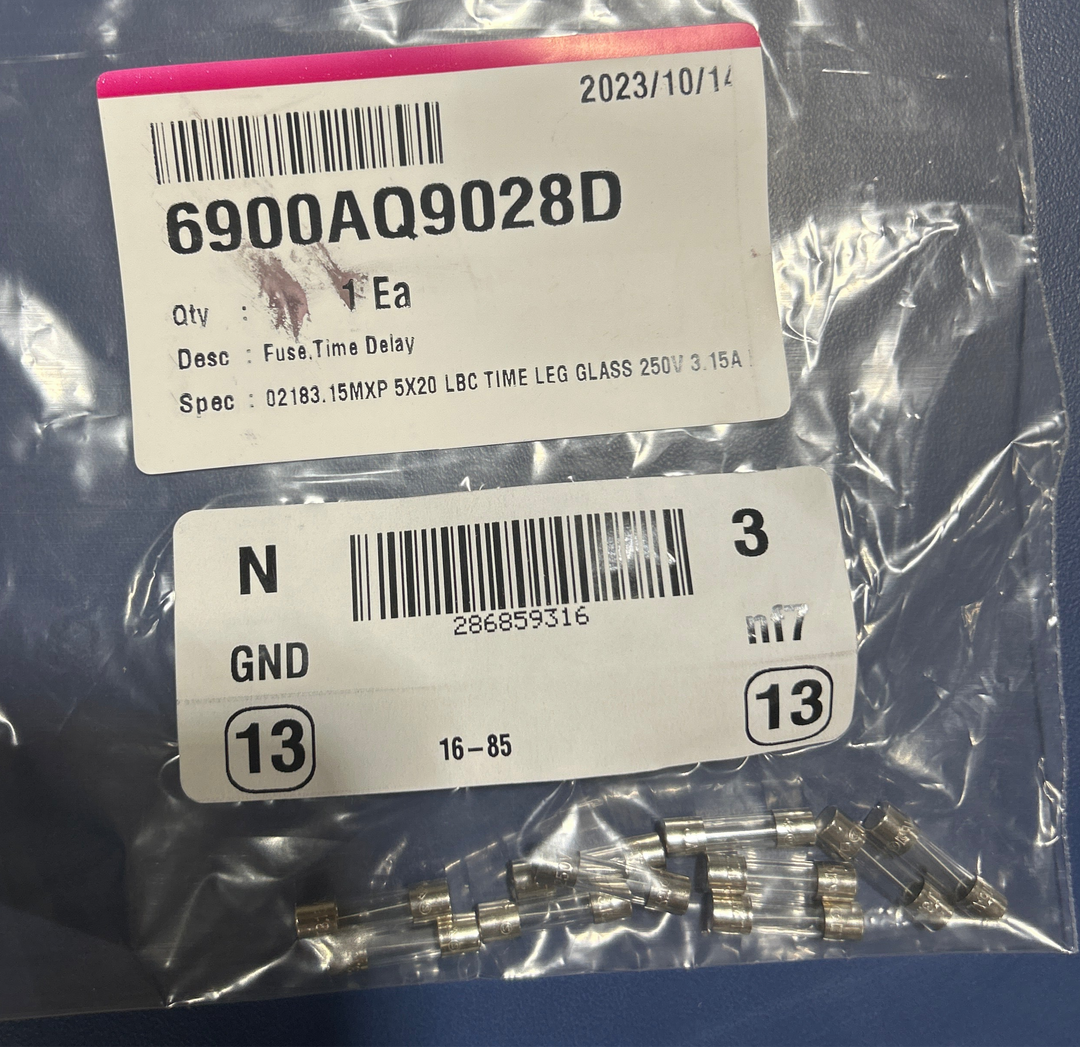 2023/10/14
6900AQ9028D
Qty : 1 Ea
Desc : Fuse,Time Delay
Spec : 02183.15MXP 5X20 LBC TIME LEG GLASS 250V 3.15A
N 3
286859316
GND nf7
13 16-85 13